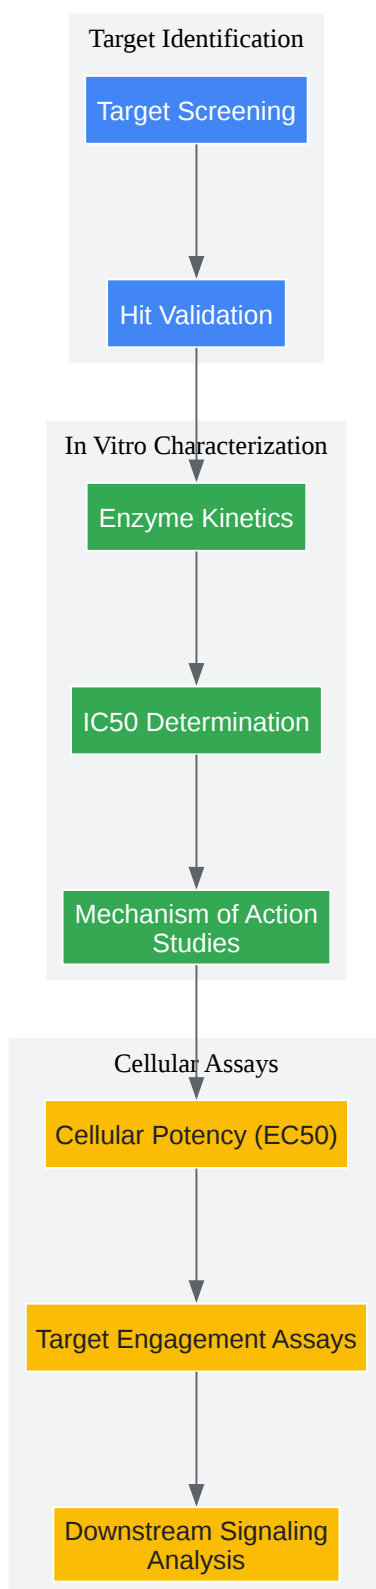 Target Identification
Target Screening
Hit Validation
In Vitro Characterization
Enzyme Kinetics
IC50 Determination
Mechanism of Action
Studies
Cellular Assays
Cellular Potency (EC50)
Target Engagement Assays
Downstream Signaling
Analysis